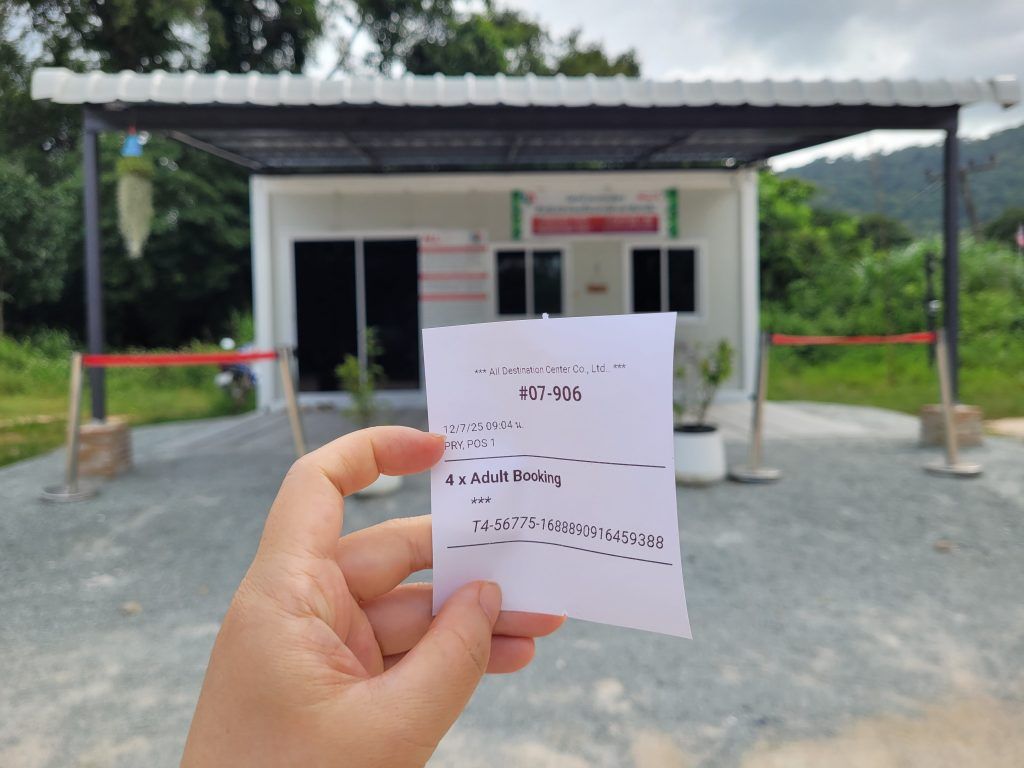 *** All Destination Center Co., Ltd. ***
#07-906
12/7/25 09:04 น.
PRY, POS 1
4 x Adult Booking
***
T4-56775-1688890916459388